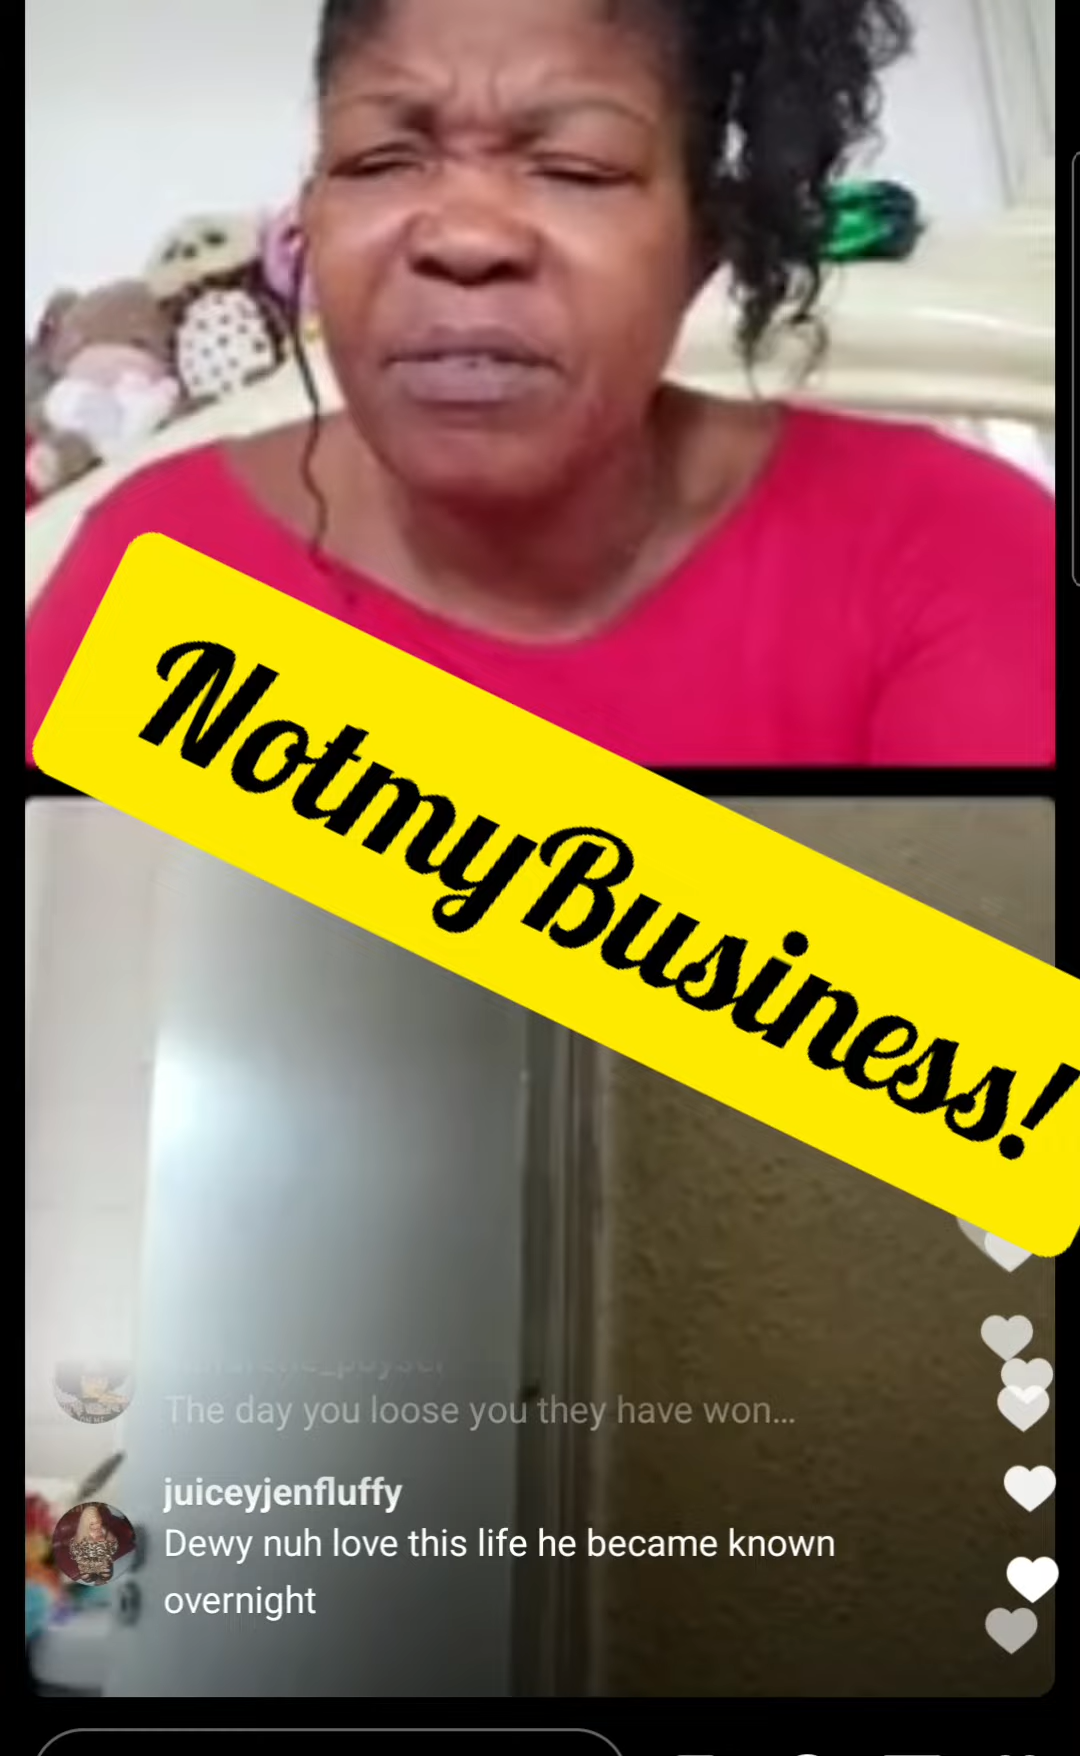 NotmyBusiness!
The day you loose you they have won...
juiceyjenfluffy
Dewy nuh love this life he became known
overnight